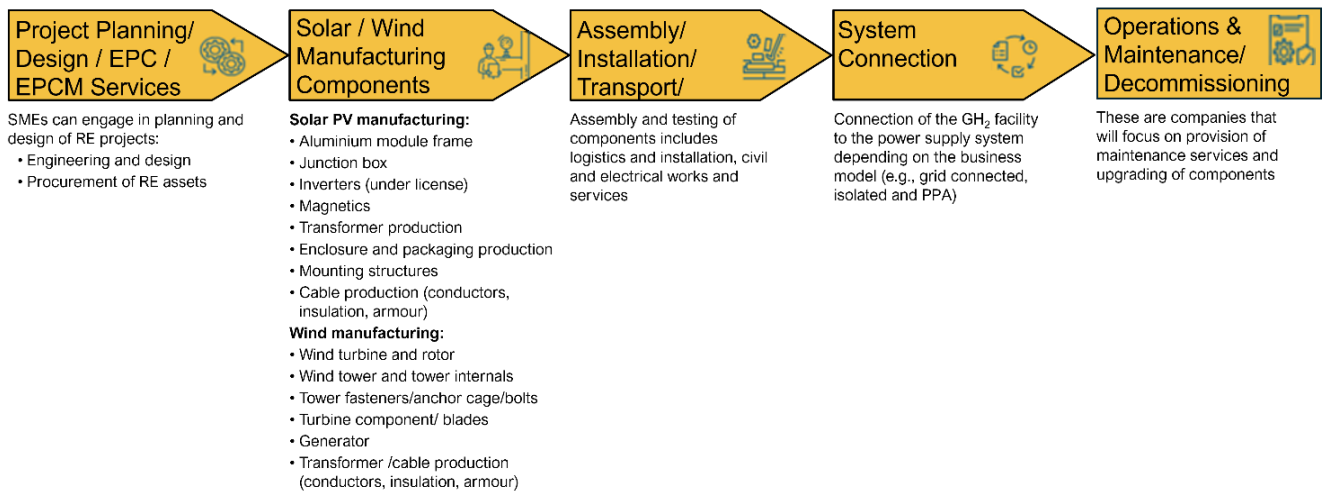 Project Planning/
Design / EPC /
EPCM Services
SMEs can engage in planning and
design of RE projects:
• Engineering and design
• Procurement of RE assets
Solar / Wind
Manufacturing
Components
Solar PV manufacturing:
• Aluminium module frame
• Junction box
• Inverters (under license)
• Magnetics
• Transformer production
• Enclosure and packaging production
• Mounting structures
• Cable production (conductors,
insulation, armour)
Wind manufacturing:
• Wind turbine and rotor
• Wind tower and tower internals
• Tower fasteners/anchor cage/bolts
• Turbine component/ blades
• Generator
• Transformer /cable production
(conductors, insulation, armour)
Assembly/
Installation/
Transport/
Assembly and testing of
components includes
logistics and installation, civil
and electrical works and
services
System
Connection
Connection of the GH₂ facility
to the power supply system
depending on the business
model (e.g., grid connected,
isolated and PPA)
Operations &
Maintenance/
Decommissioning
These are companies that
will focus on provision of
maintenance services and
upgrading of components